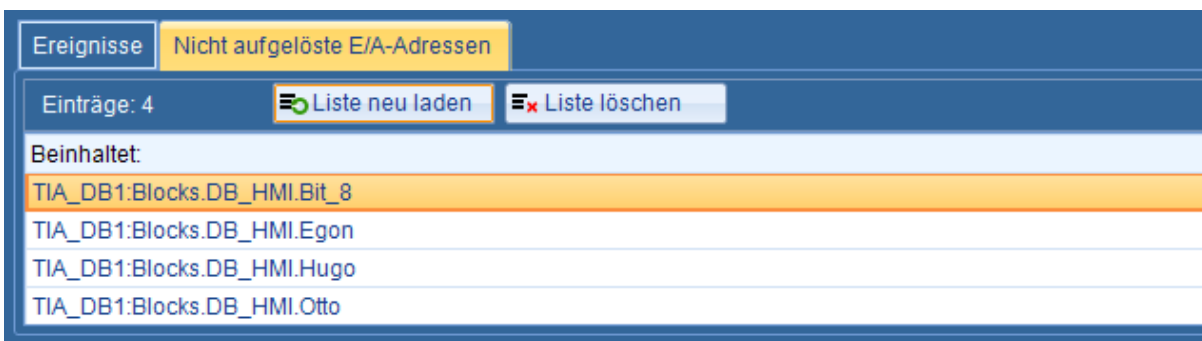 Ereignisse Nicht aufgelöste E/A-Adressen
Einträge: 4 Liste neu laden Liste löschen
Beinhaltet:
TIA_DB1:Blocks.DB_HMI.Bit_8
TIA_DB1:Blocks.DB_HMI.Egon
TIA_DB1:Blocks.DB_HMI.Hugo
TIA_DB1:Blocks.DB_HMI.Otto